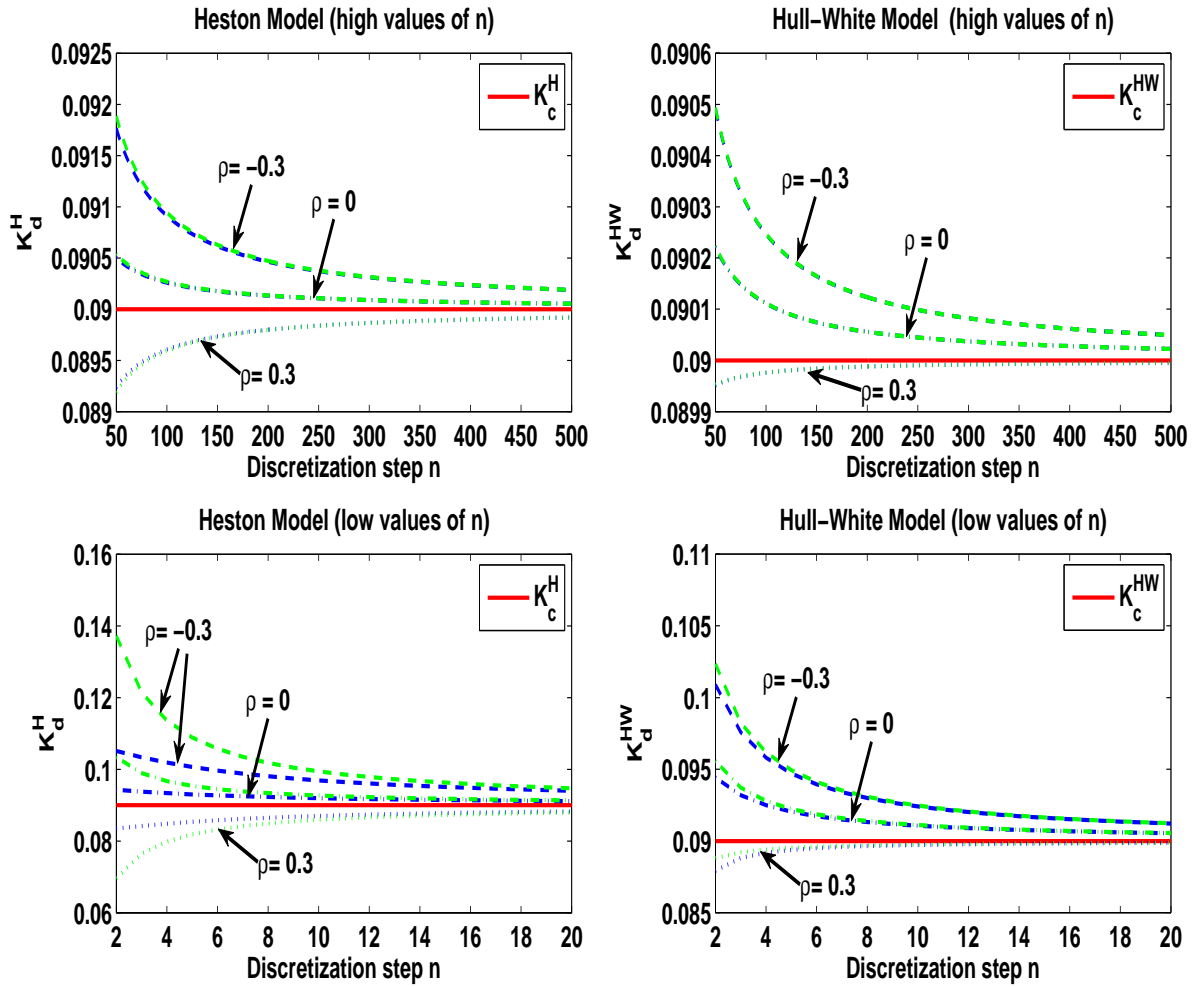 Heston Model (high values of n)
K_c^H
ρ= −0.3
ρ = 0
ρ= 0.3
K_d^H
0.0925
0.092
0.0915
0.091
0.0905
0.09
0.0895
0.089
50 100 150 200 250 300 350 400 450 500
Discretization step n
Hull−White Model (high values of n)
K_c^HW
ρ= −0.3
ρ = 0
ρ= 0.3
K_d^HW
0.0906
0.0905
0.0904
0.0903
0.0902
0.0901
0.09
0.0899
50 100 150 200 250 300 350 400 450 500
Discretization step n
Heston Model (low values of n)
K_c^H
ρ= −0.3
ρ = 0
ρ= 0.3
K_d^H
0.16
0.14
0.12
0.1
0.08
0.06
2 4 6 8 10 12 14 16 18 20
Discretization step n
Hull−White Model (low values of n)
K_c^HW
ρ= −0.3
ρ = 0
ρ= 0.3
K_d^HW
0.11
0.105
0.1
0.095
0.09
0.085
2 4 6 8 10 12 14 16 18 20
Discretization step n